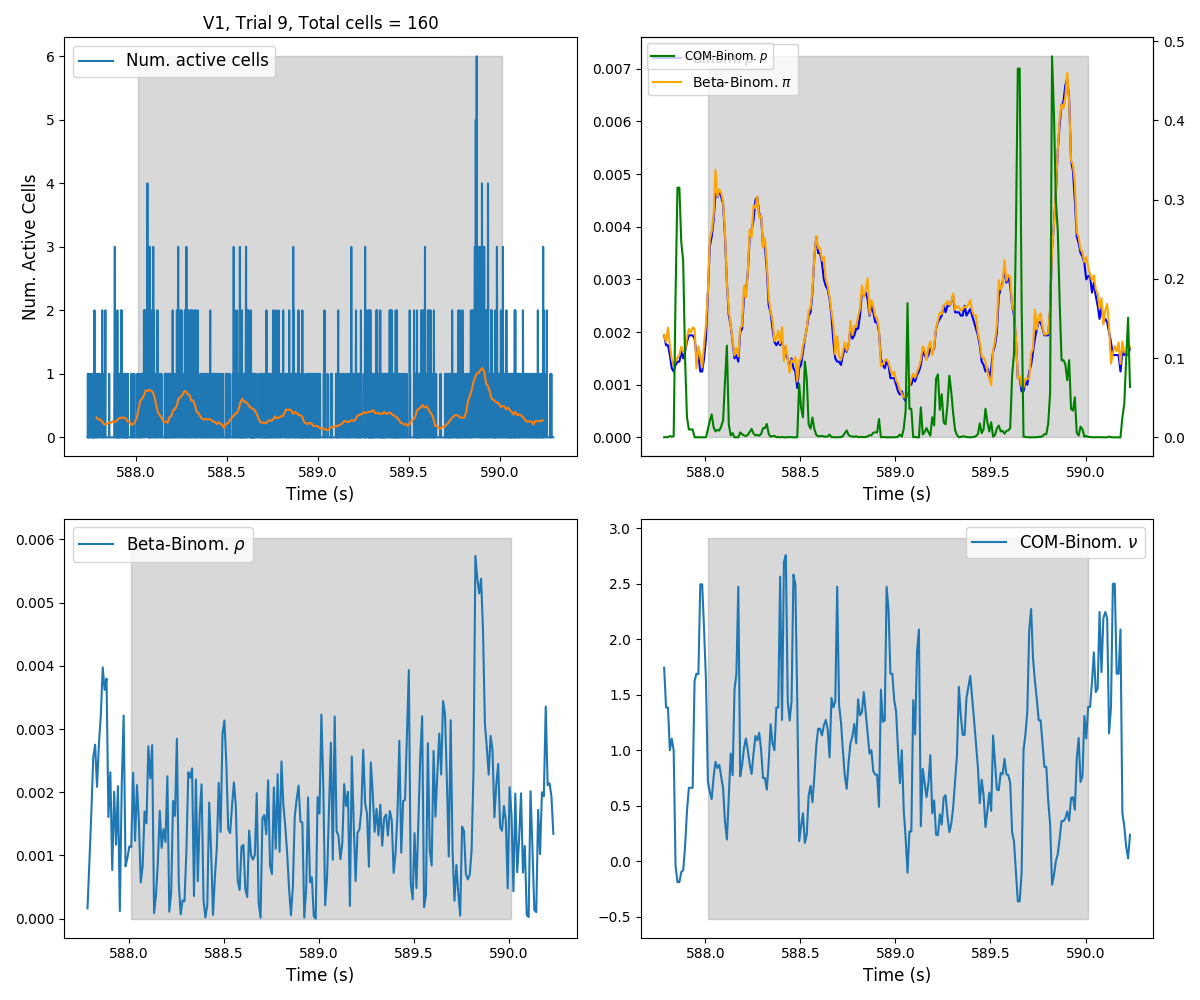 V1, Trial 9, Total cells = 160
Num. active cells
Num. Active Cells
6
5
4
3
2
1
0
588.0 588.5 589.0 589.5 590.0
Time (s)
COM-Binom. p
Beta-Binom. π
0.007
0.006
0.005
0.004
0.003
0.002
0.001
0.000
0.5
0.4
0.3
0.2
0.1
0.0
588.0 588.5 589.0 589.5 590.0
Time (s)
Beta-Binom. ρ
0.006
0.005
0.004
0.003
0.002
0.001
0.000
588.0 588.5 589.0 589.5 590.0
Time (s)
COM-Binom. ν
3.0
2.5
2.0
1.5
1.0
0.5
0.0
−0.5
588.0 588.5 589.0 589.5 590.0
Time (s)